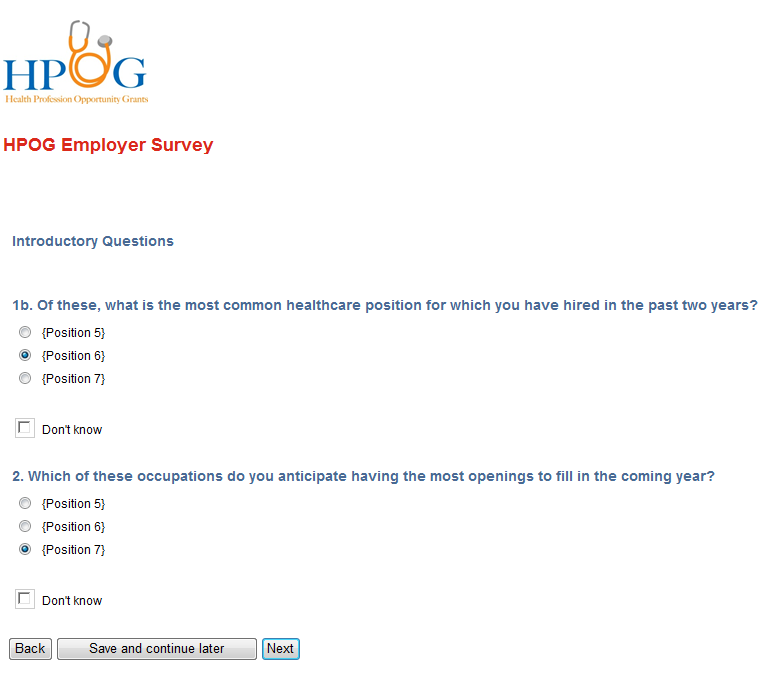 HPOG
Health Profession Opportunity Grants
HPOG Employer Survey
Introductory Questions
1b. Of these, what is the most common healthcare position for which you have hired in the past two years?
{Position 5}
{Position 6}
{Position 7}
Don't know
2. Which of these occupations do you anticipate having the most openings to fill in the coming year?
{Position 5}
{Position 6}
{Position 7}
Don't know
Back Save and continue later Next